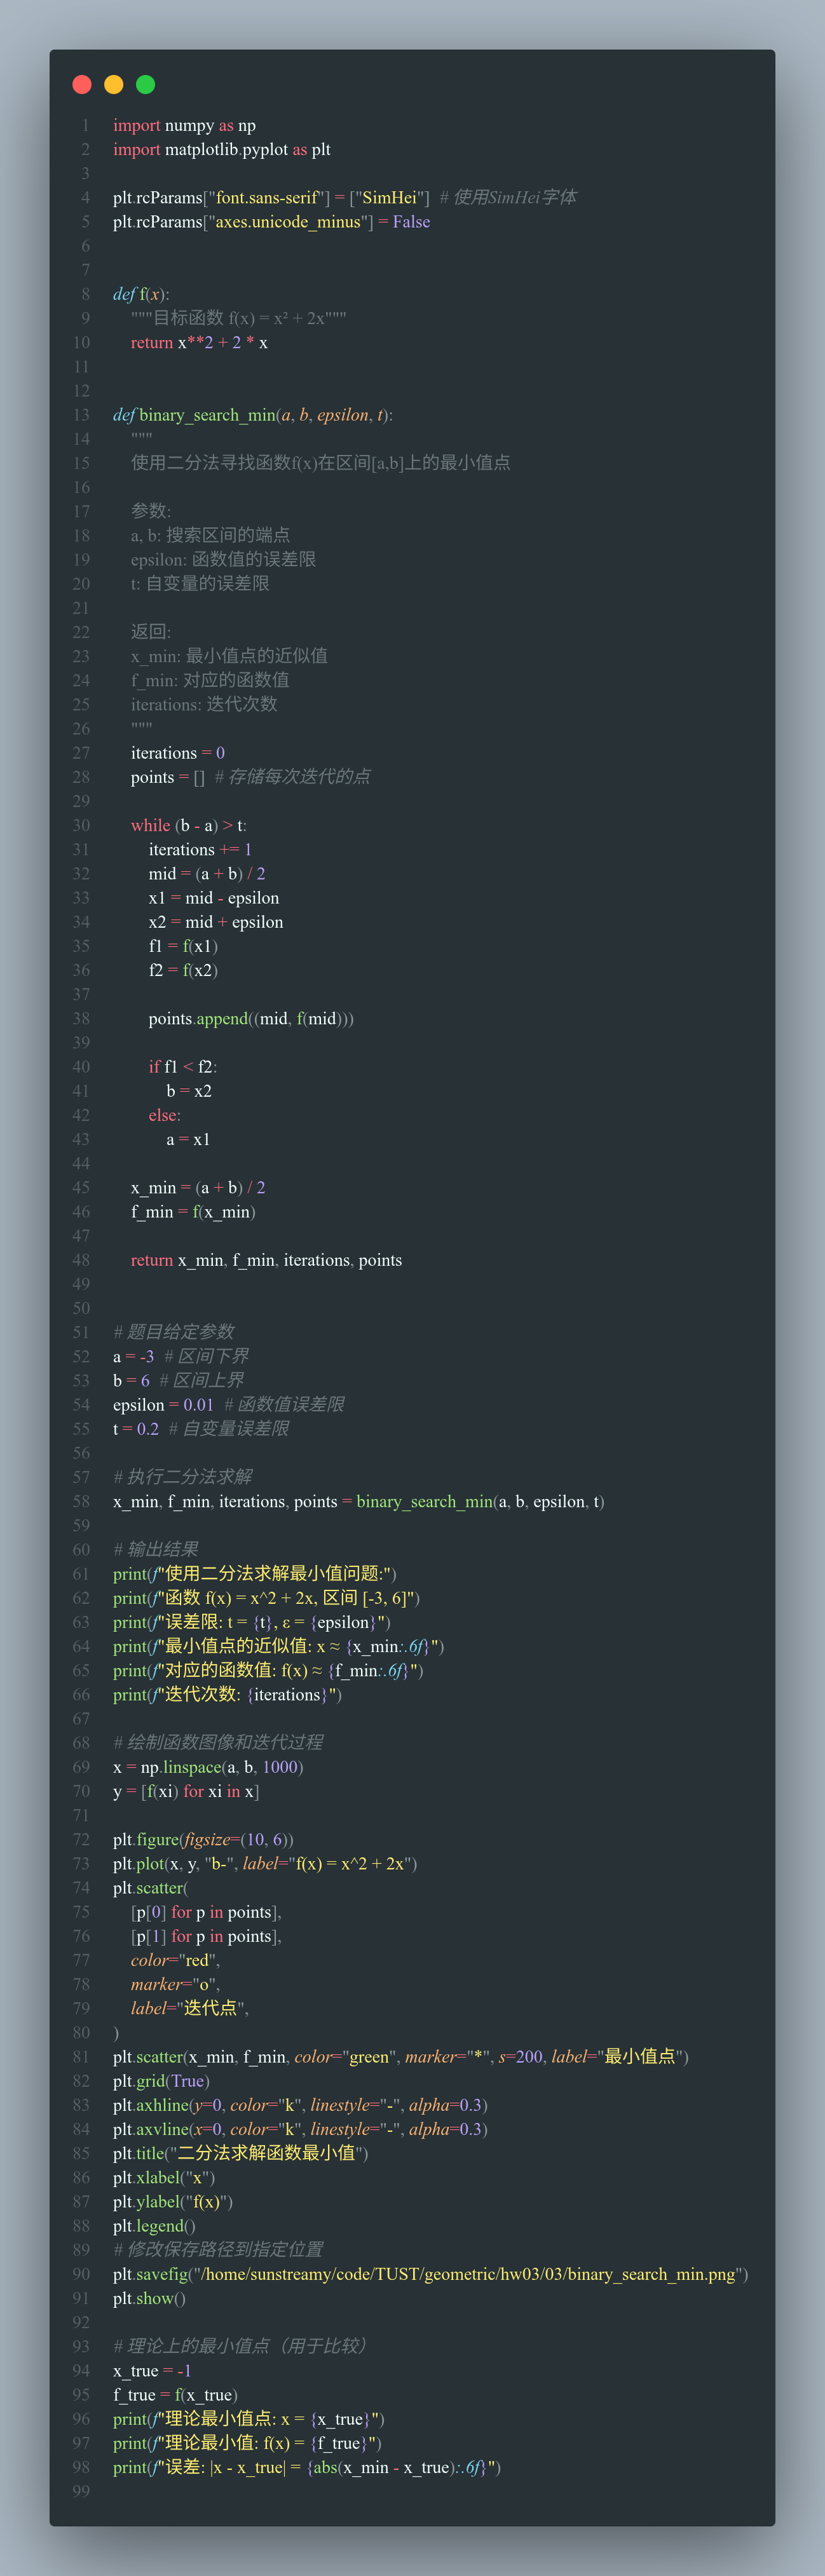 1 import numpy as np
2 import matplotlib.pyplot as plt
3
4 plt.rcParams["font.sans-serif"] = ["SimHei"]  # 使用SimHei字体
5 plt.rcParams["axes.unicode_minus"] = False
6
7
8 def f(x):
9     """目标函数 f(x) = x² + 2x"""
10     return x**2 + 2 * x
11
12
13 def binary_search_min(a, b, epsilon, t):
14     """
15     使用二分法寻找函数f(x)在区间[a,b]上的最小值点
16
17     参数:
18     a, b: 搜索区间的端点
19     epsilon: 函数值的误差限
20     t: 自变量的误差限
21
22     返回:
23     x_min: 最小值点的近似值
24     f_min: 对应的函数值
25     iterations: 迭代次数
26     """
27     iterations = 0
28     points = []  # 存储每次迭代的点
29
30     while (b - a) > t:
31         iterations += 1
32         mid = (a + b) / 2
33         x1 = mid - epsilon
34         x2 = mid + epsilon
35         f1 = f(x1)
36         f2 = f(x2)
37
38         points.append((mid, f(mid)))
39
40         if f1 < f2:
41             b = x2
42         else:
43             a = x1
44
45     x_min = (a + b) / 2
46     f_min = f(x_min)
47
48     return x_min, f_min, iterations, points
49
50
51 # 题目给定参数
52 a = -3  # 区间下界
53 b = 6  # 区间上界
54 epsilon = 0.01  # 函数值误差限
55 t = 0.2  # 自变量误差限
56
57 # 执行二分法求解
58 x_min, f_min, iterations, points = binary_search_min(a, b, epsilon, t)
59
60 # 输出结果
61 print(f"使用二分法求解最小值问题:")
62 print(f"函数 f(x) = x^2 + 2x, 区间 [-3, 6]")
63 print(f"误差限: t = {t}, ε = {epsilon}")
64 print(f"最小值点的近似值: x ≈ {x_min:.6f}")
65 print(f"对应的函数值: f(x) ≈ {f_min:.6f}")
66 print(f"迭代次数: {iterations}")
67
68 # 绘制函数图像和迭代过程
69 x = np.linspace(a, b, 1000)
70 y = [f(xi) for xi in x]
71
72 plt.figure(figsize=(10, 6))
73 plt.plot(x, y, "b-", label="f(x) = x^2 + 2x")
74 plt.scatter(
75     [p[0] for p in points],
76     [p[1] for p in points],
77     color="red",
78     marker="o",
79     label="迭代点",
80 )
81 plt.scatter(x_min, f_min, color="green", marker="*", s=200, label="最小值点")
82 plt.grid(True)
83 plt.axhline(y=0, color="k", linestyle="-", alpha=0.3)
84 plt.axvline(x=0, color="k", linestyle="-", alpha=0.3)
85 plt.title("二分法求解函数最小值")
86 plt.xlabel("x")
87 plt.ylabel("f(x)")
88 plt.legend()
89 # 修改保存路径到指定位置
90 plt.savefig("/home/sunstreamy/code/TUST/geometric/hw03/03/binary_search_min.png")
91 plt.show()
92
93 # 理论上的最小值点（用于比较）
94 x_true = -1
95 f_true = f(x_true)
96 print(f"理论最小值点: x = {x_true}")
97 print(f"理论最小值: f(x) = {f_true}")
98 print(f"误差: |x - x_true| = {abs(x_min - x_true):.6f}")
99